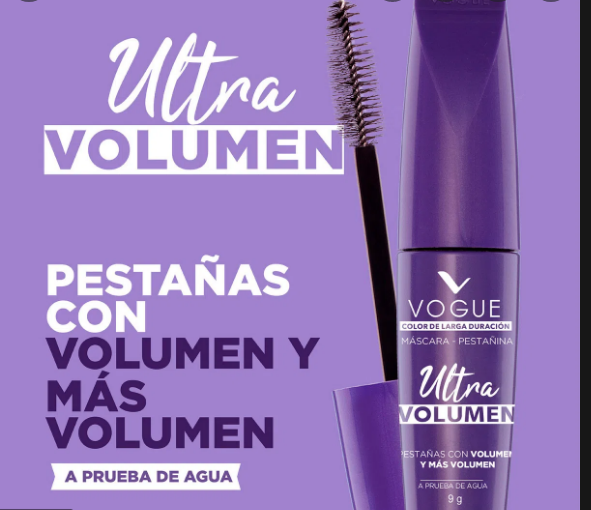 Ultra
VOLUMEN
PESTAÑAS
CON
VOLUMEN Y
MÁS
VOLUMEN
A PRUEBA DE AGUA
VOGUE
COLOR DE LARGA DURACIÓN
MÁSCARA - PESTAÑINA
Ultra
VOLUMEN
PESTAÑAS CON VOLUMEN
Y MÁS VOLUMEN
A PRUEBA DE AGUA
9 g